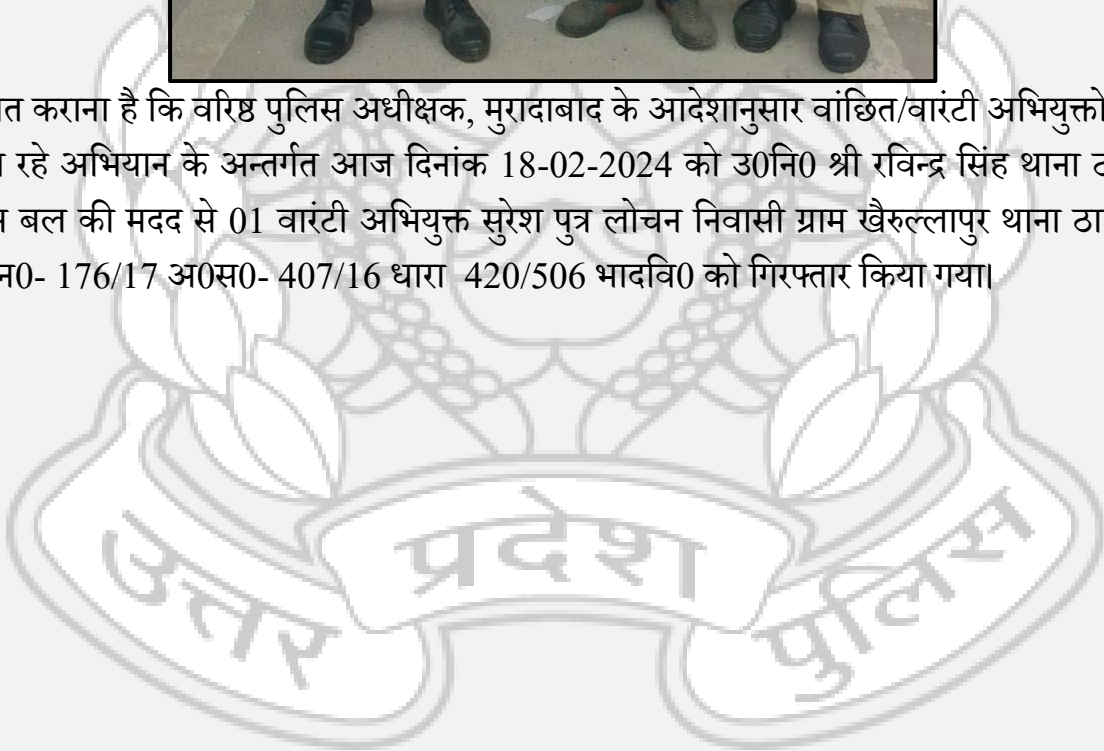 कराना है कि वरिष्ठ पुलिस अधीक्षक, मुरादाबाद के आदेशानुसार वांछित/वारंटी अभियुक्तो
रहे अभियान के अन्तर्गत आज दिनांक 18-02-2024 को उ0नि0 श्री रविन्द्र सिंह थाना
बल की मदद से 01 वारंटी अभियुक्त सुरेश पुत्र लोचन निवासी ग्राम खैरुल्लापुर थाना
न0- 176/17 अ0स0- 407/16 धारा 420/506 भादवि0 को गिरफ्तार किया गया।
उत्तर प्रदेश पुलिस